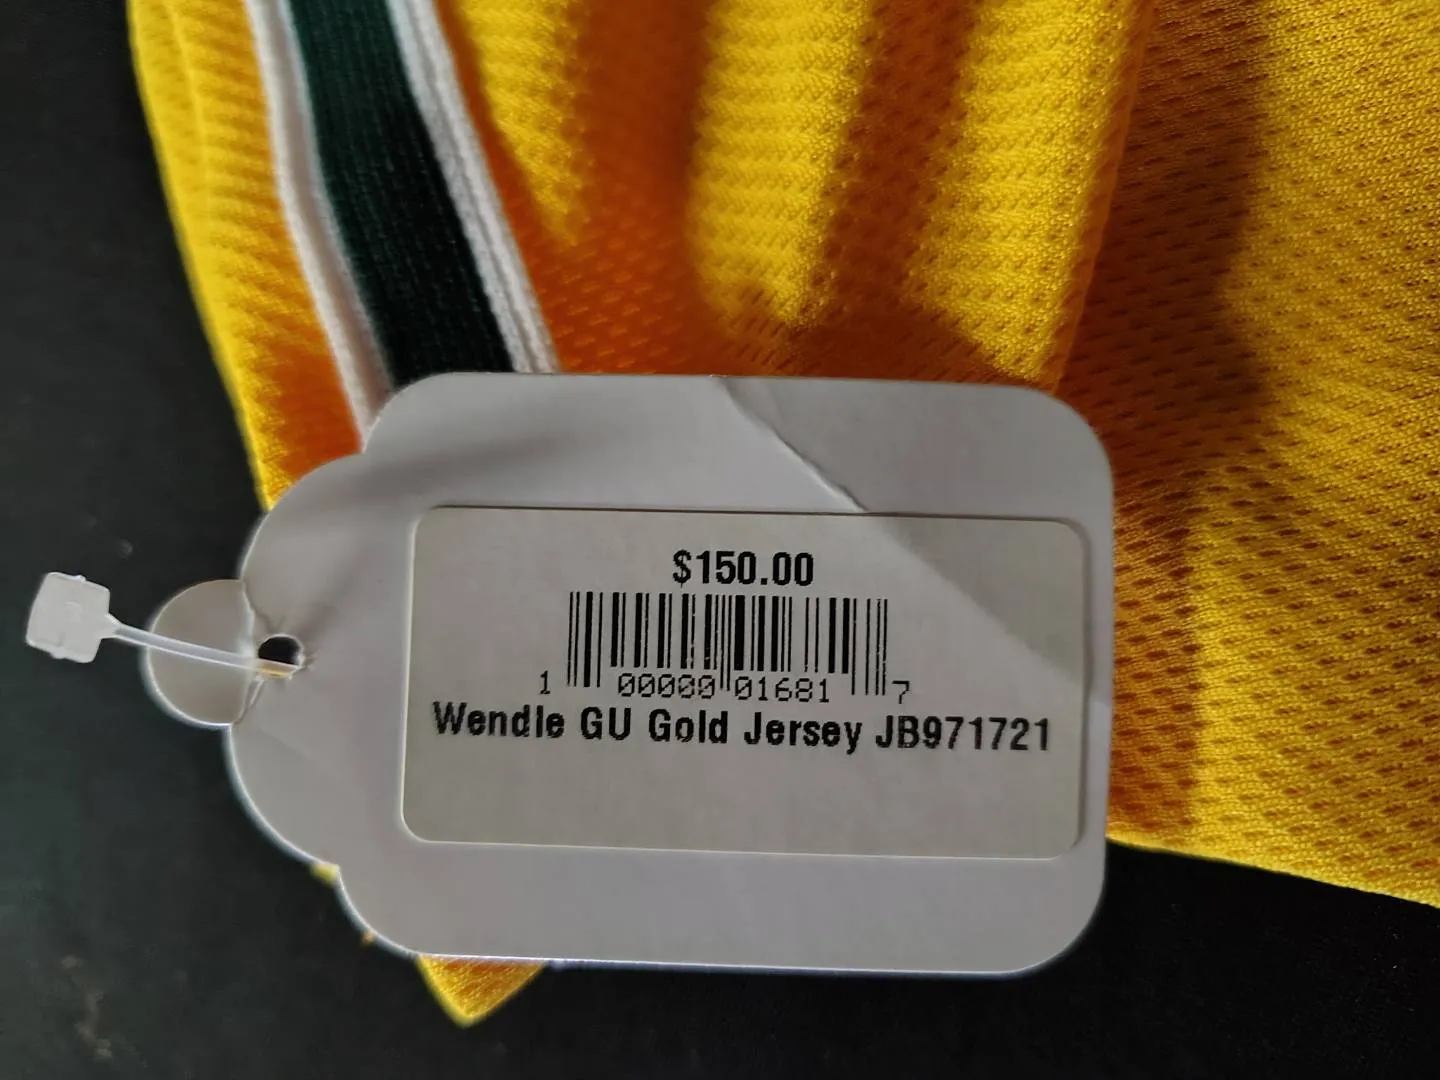 $150.00
1 00000 01681 7
Wendle GU Gold Jersey JB971721